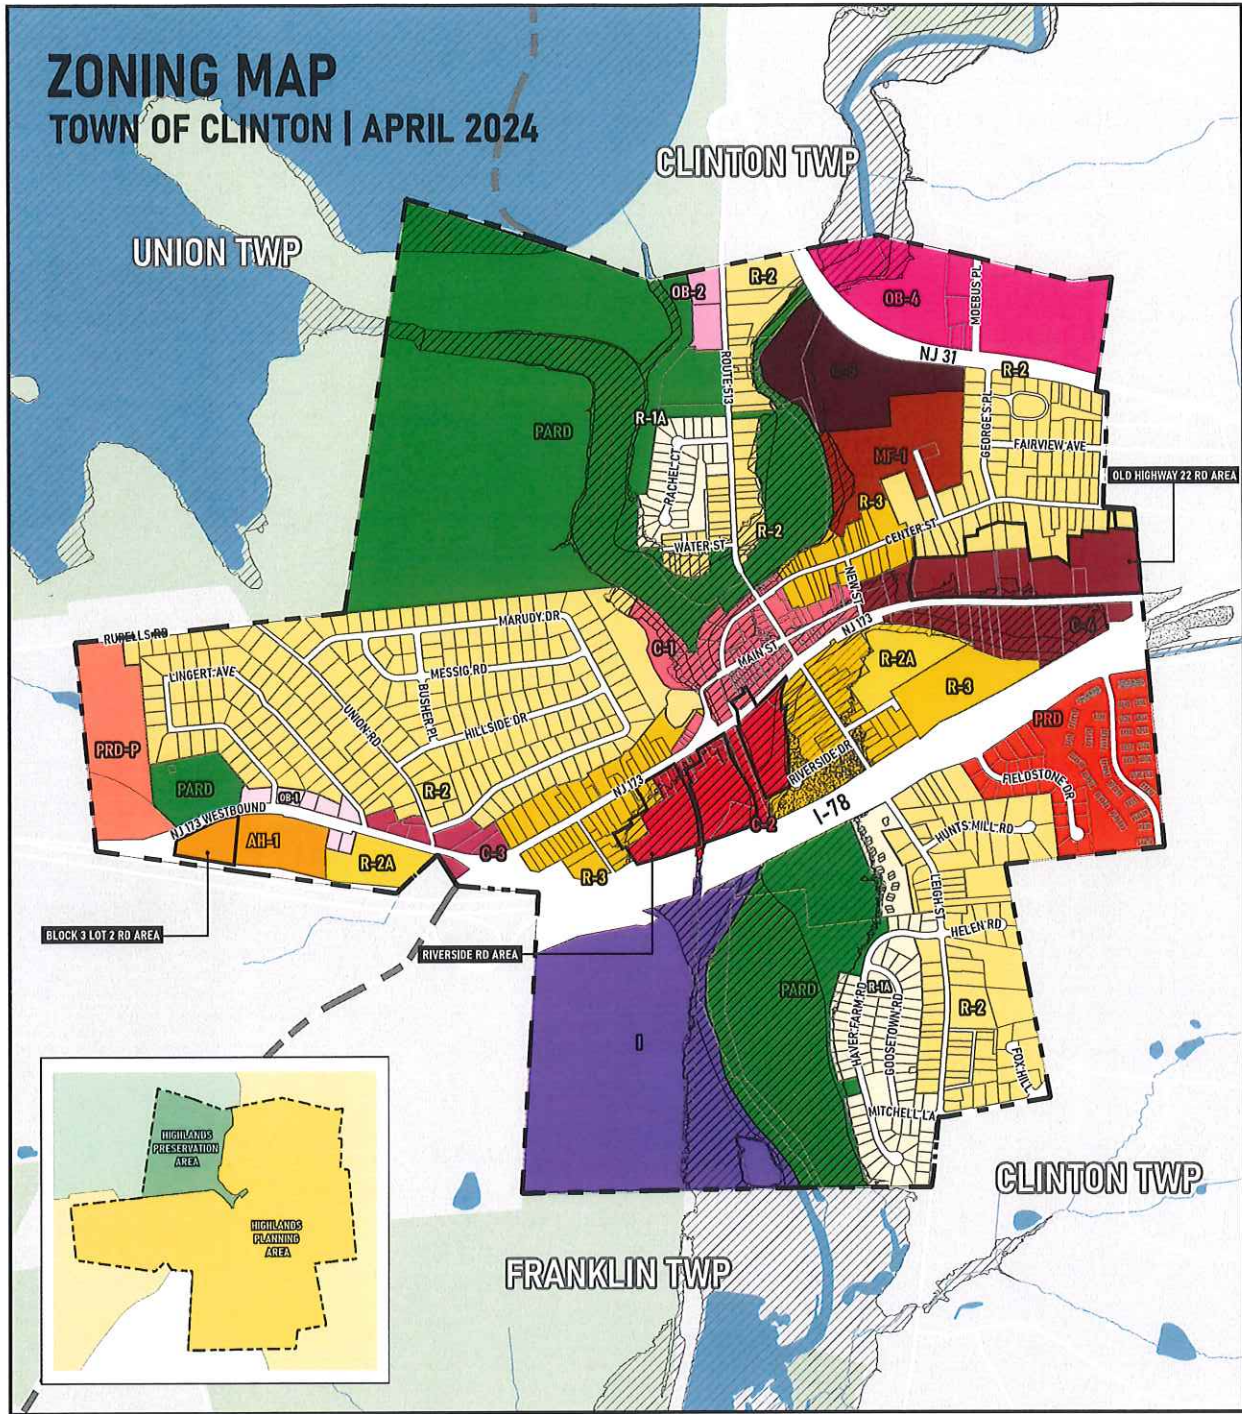 ZONING MAP
TOWN OF CLINTON | APRIL 2024
CLINTON TWP
UNION TWP
R-2
OB-2
OB-4
MOEBUS PL
NJ 31
ROUTE 513
C-5
R-2
R-1A
PARD
GEORGE'S PL
FAIRVIEW AVE
RACHEL CT
MF-1
OLD HIGHWAY 22 RD AREA
R-3
R-2
CENTER ST
WATER ST
NEW ST
NJ 173
C-4
MARUDY DR
RUPELLS RD
C-1
MAIN ST
R-2A
LINGERT AVE
MESSIG RD
BUSHER PL
R-3
UNION RD
HILLSIDE DR
PRD
PRD-P
RIVERSIDE DR
FIELDSTONE DR
PARD
OB-1
R-2
NJ 173
I-78
C-2
NJ 173 WESTBOUND
HUNTS MILL RD
AH-1
R-2A
C-3
R-3
LEIGH ST
BLOCK 3 LOT 2 RD AREA
RIVERSIDE RD AREA
HELEN RD
PARD
R-1A
HAVER FARM RD
GOOSETOWN RD
R-2
I
FOX HILL
MITCHELL LA
HIGHLANDS
PRESERVATION
AREA
HIGHLANDS
PLANNING
AREA
CLINTON TWP
FRANKLIN TWP